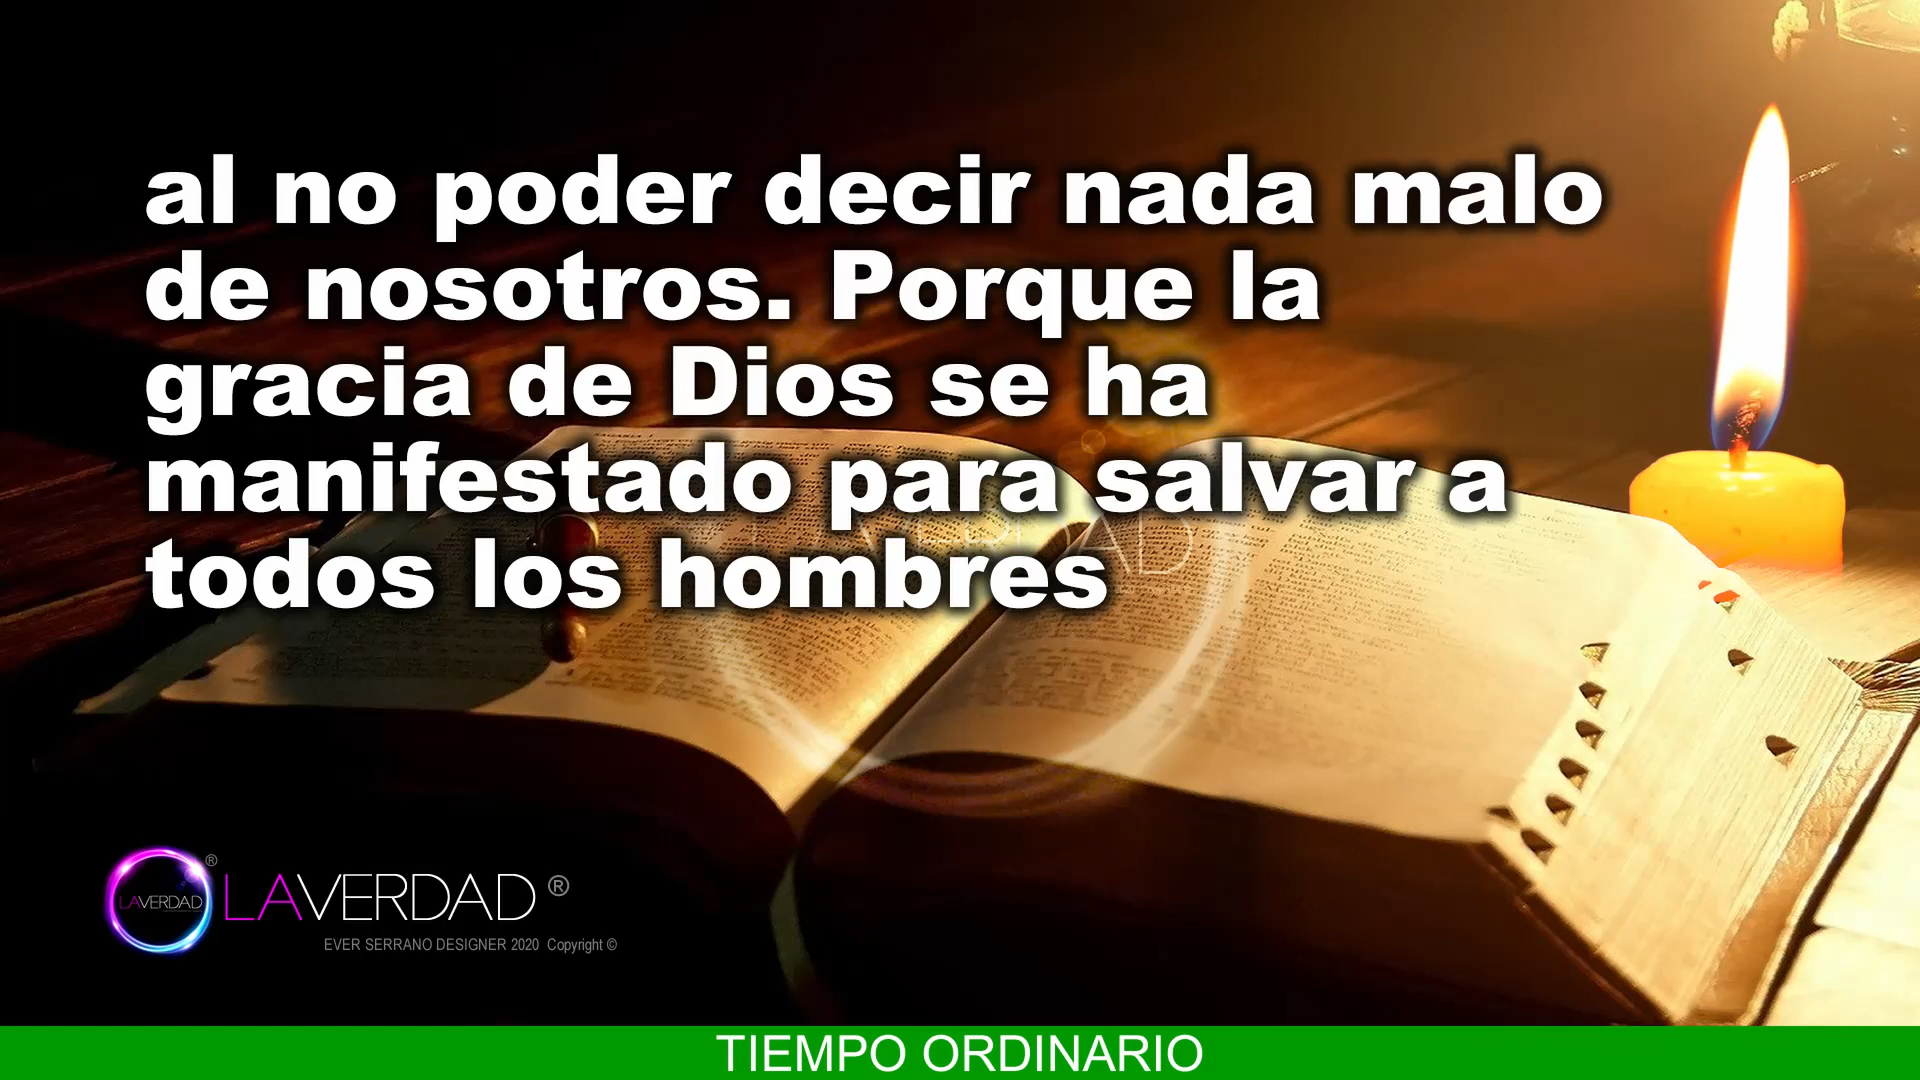 al no poder decir nada malo
de nosotros. Porque la
gracia de Dios se ha
manifestado para salvar a
todos los hombres
LAVERDAD ®
LAVERDAD ®
EVER SERRANO DESIGNER 2020 Copyright ©
TIEMPO ORDINARIO